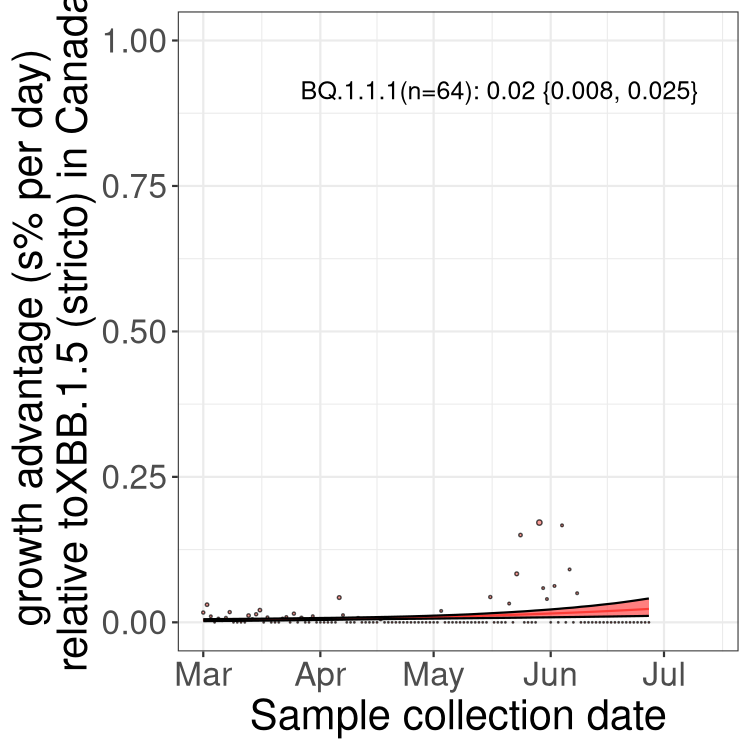 growth advantage (s% per day)
relative toXBB.1.5 (stricto) in Canada
1.00
0.75
0.50
0.25
0.00
BQ.1.1.1(n=64): 0.02 {0.008, 0.025}
Mar Apr May Jun Jul
Sample collection date